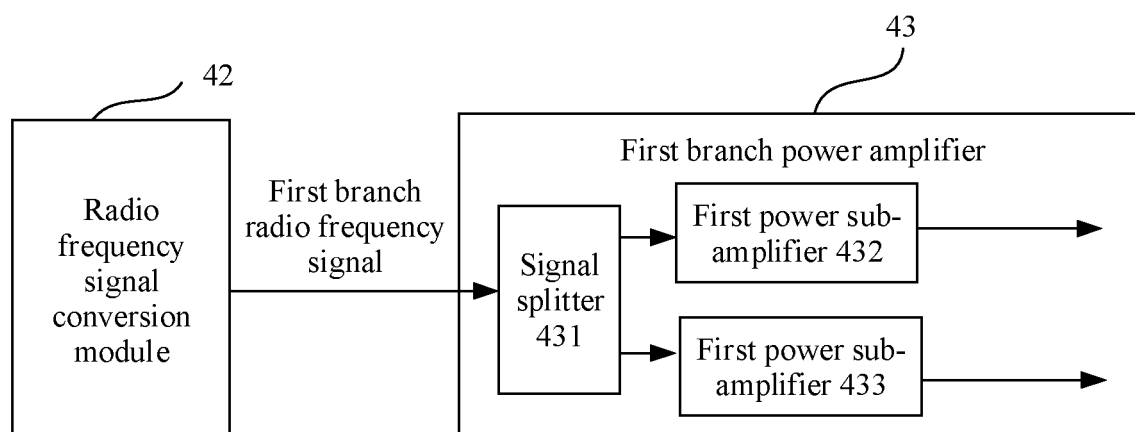 42
43
Radio
frequency
signal
conversion
module
First branch
radio frequency
signal
First branch power amplifier
Signal
splitter
431
First power sub-
amplifier 432
First power sub-
amplifier 433